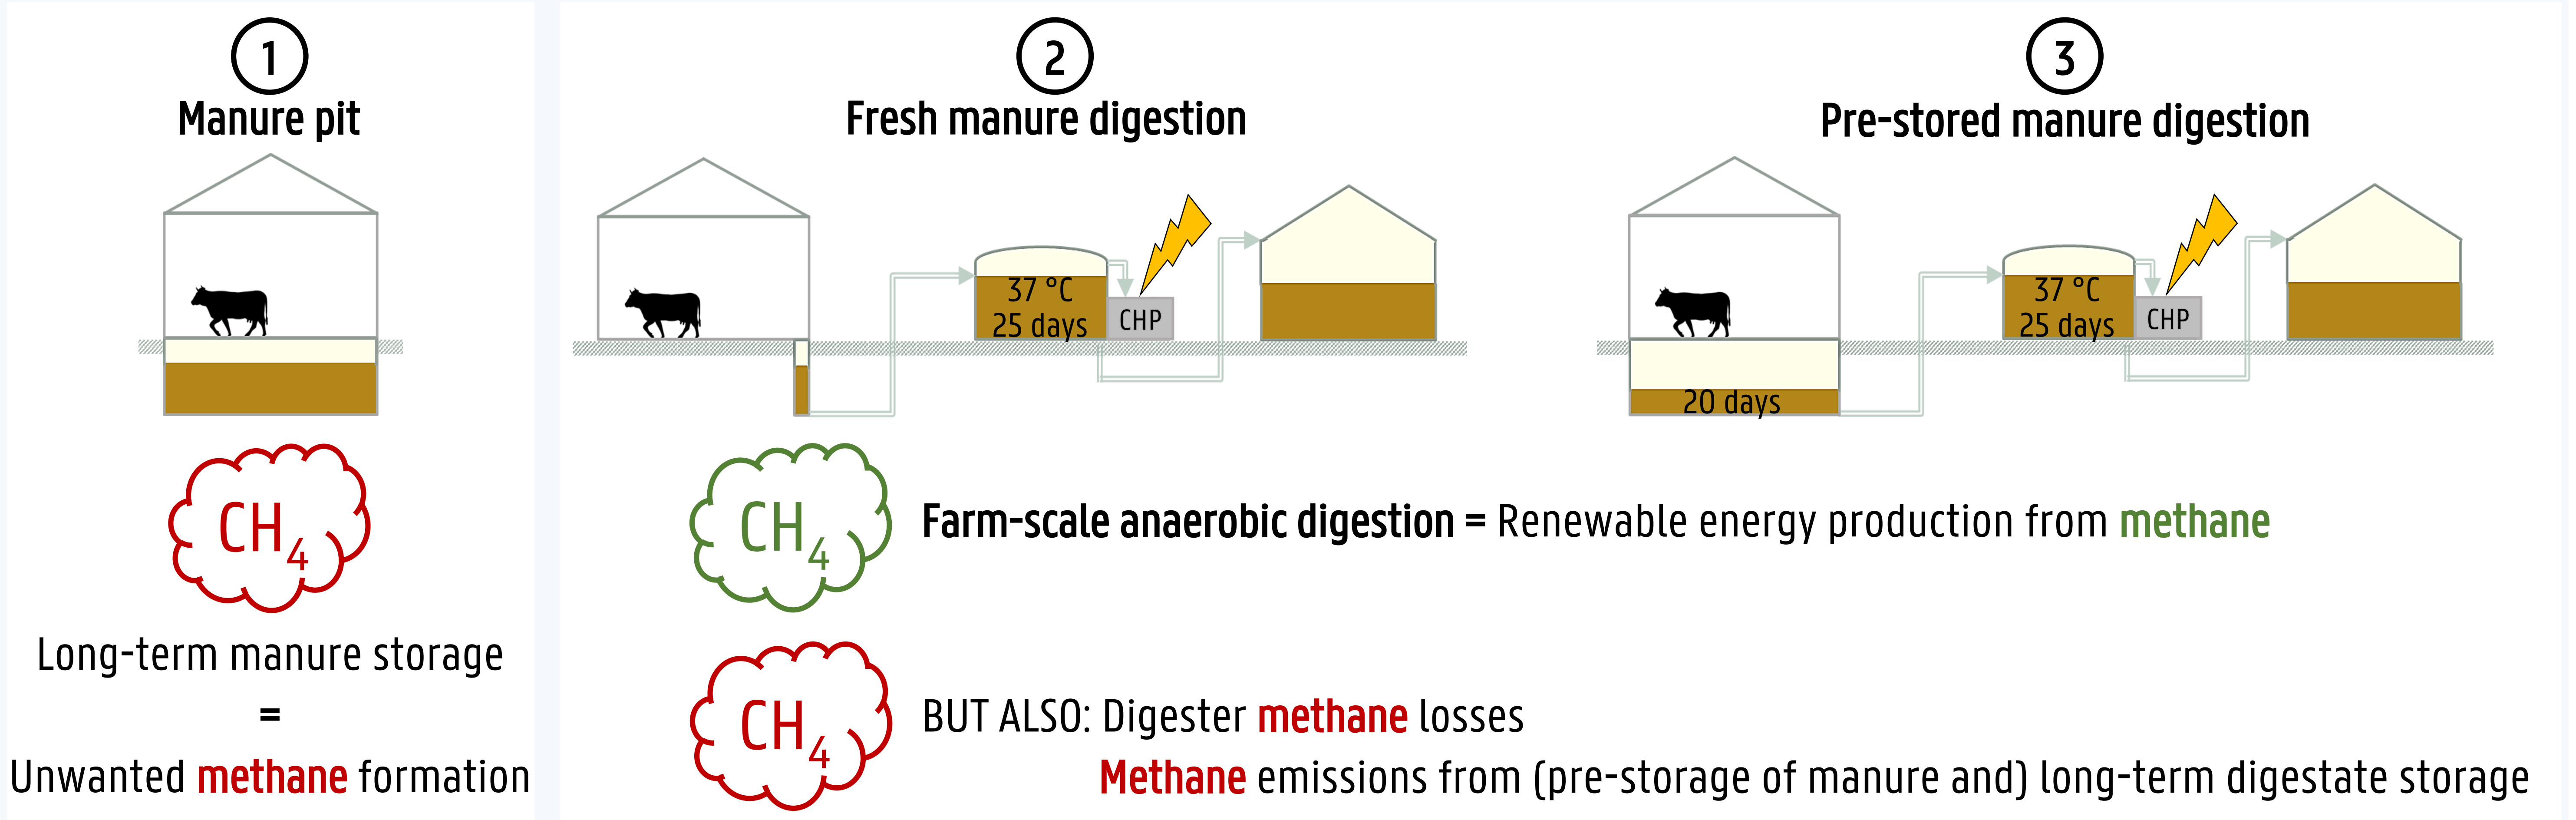 1
Manure pit
CH4
Long-term manure storage
=
Unwanted methane formation
2
Fresh manure digestion
37 °C
25 days
CHP
3
Pre-stored manure digestion
20 days
37 °C
25 days
CHP
CH4
Farm-scale anaerobic digestion = Renewable energy production from methane
CH4
BUT ALSO: Digester methane losses
Methane emissions from (pre-storage of manure and) long-term digestate storage